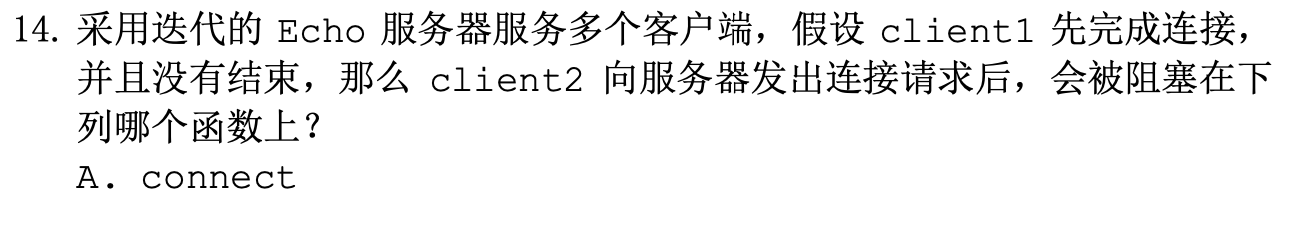 14. 采用迭代的 Echo 服务器服务多个客户端，假设 client1 先完成连接，
并且没有结束，那么 client2 向服务器发出连接请求后，会被阻塞在下
列哪个函数上？
A. connect